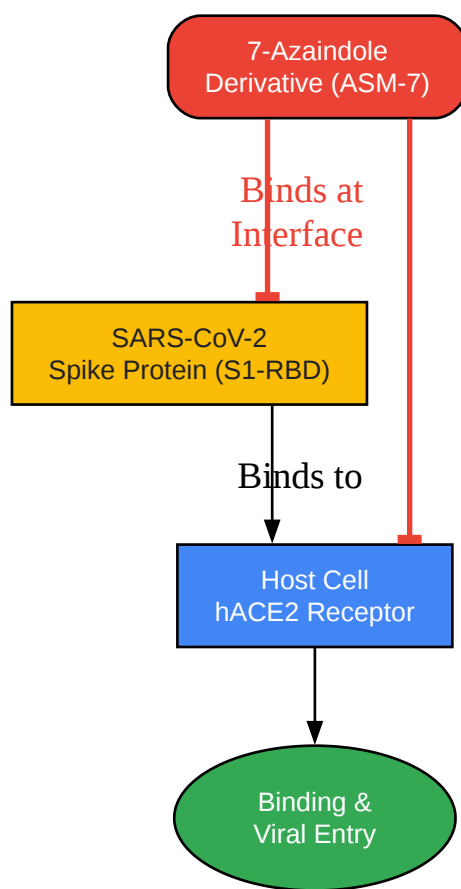 7-Azaindole
Derivative (ASM-7)
Binds at
Interface
SARS-CoV-2
Spike Protein (S1-RBD)
Binds to
Host Cell
hACE2 Receptor
Binding &
Viral Entry